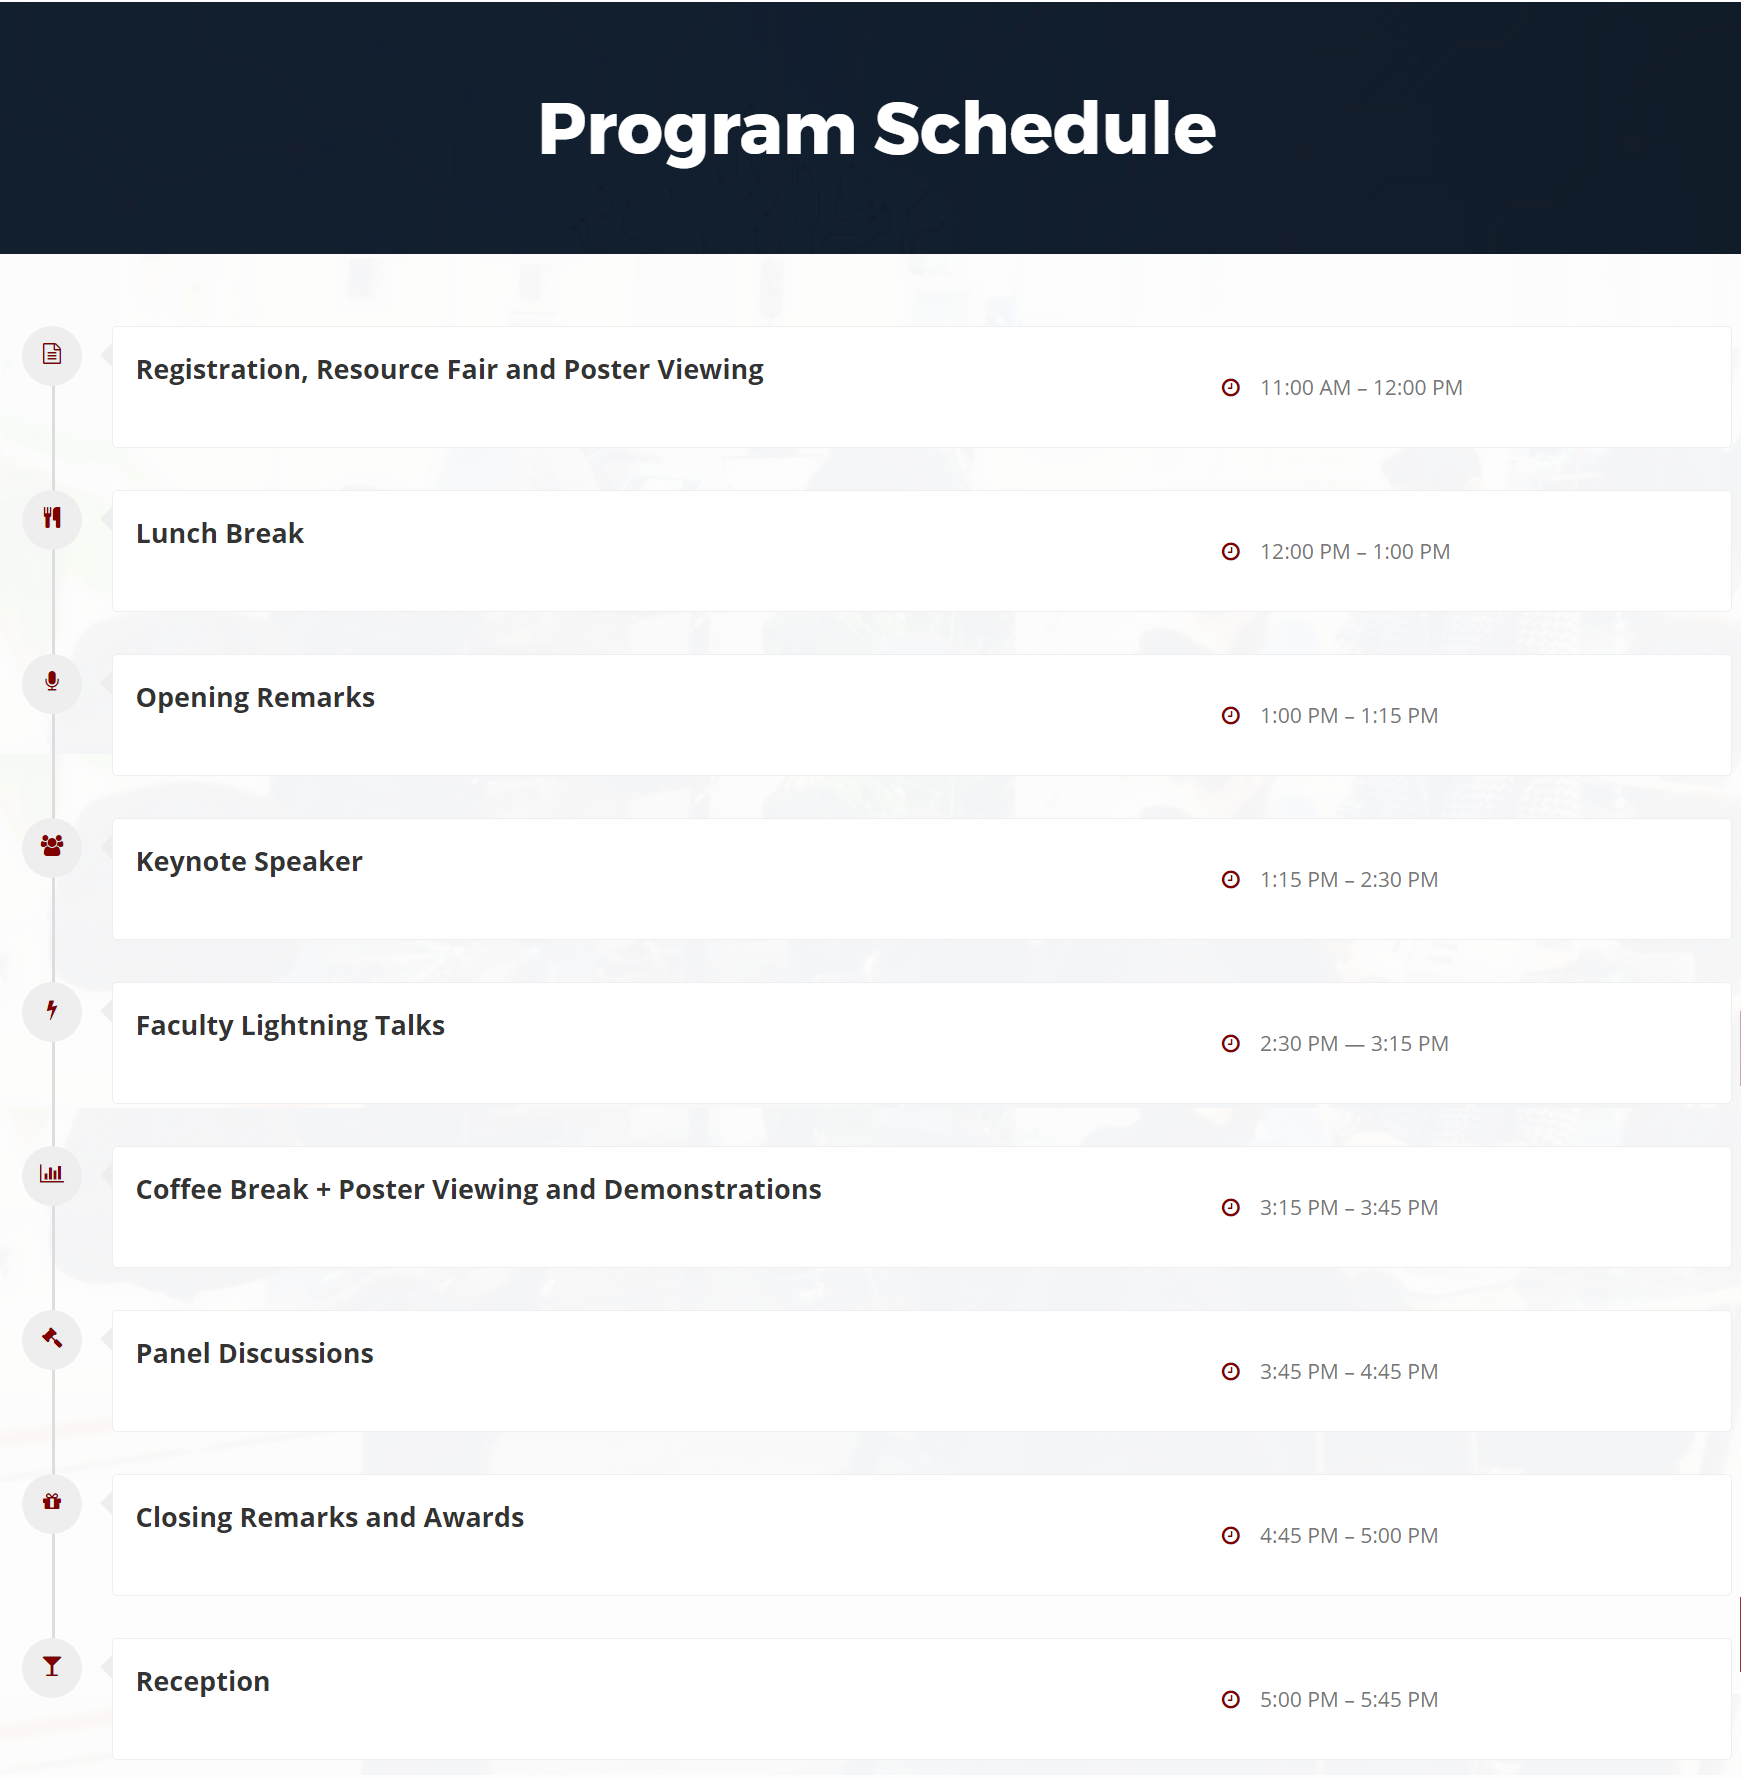 Program Schedule
Registration, Resource Fair and Poster Viewing
11:00 AM – 12:00 PM
Lunch Break
12:00 PM – 1:00 PM
Opening Remarks
1:00 PM – 1:15 PM
Keynote Speaker
1:15 PM – 2:30 PM
Faculty Lightning Talks
2:30 PM — 3:15 PM
Coffee Break + Poster Viewing and Demonstrations
3:15 PM – 3:45 PM
Panel Discussions
3:45 PM – 4:45 PM
Closing Remarks and Awards
4:45 PM – 5:00 PM
Reception
5:00 PM – 5:45 PM